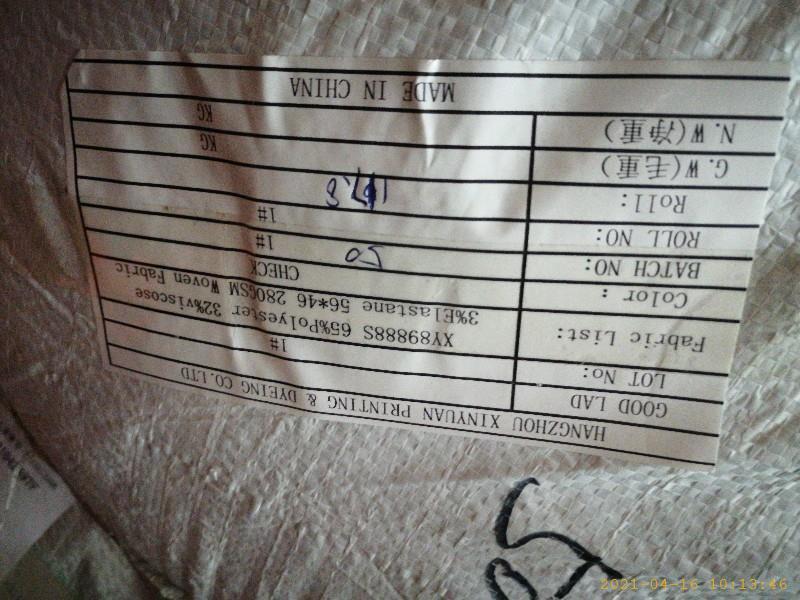 HANGZHOU XINYUAN PRINTING & DYEING CO.LTD
GOOD LAD
LOT No: 1#
Fabric List: XY89888S 65%Polyester 32%viscose
3%Elastane 56*46 280GSM Woven Fabric
Color : CHECK
BATCH NO: 1# 50
ROLL NO: 1#
Roll:
G.W(毛重) KG
N.W(净重) KG
MADE IN CHINA
2021-04-16 10:13:46